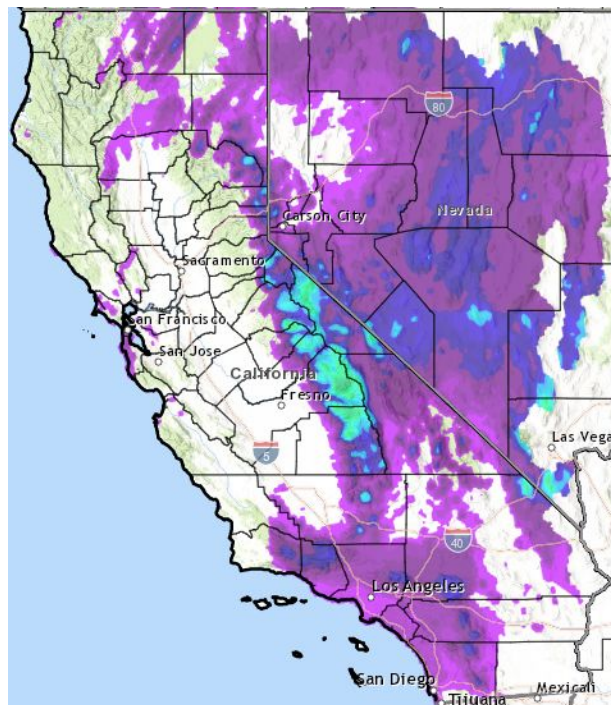 80
Carson City
Nevada
Sacramento
San Francisco
San Jose
California
Fresno
5
Las Vega
40
Los Angeles
San Diego
Tijuana
Mexicali